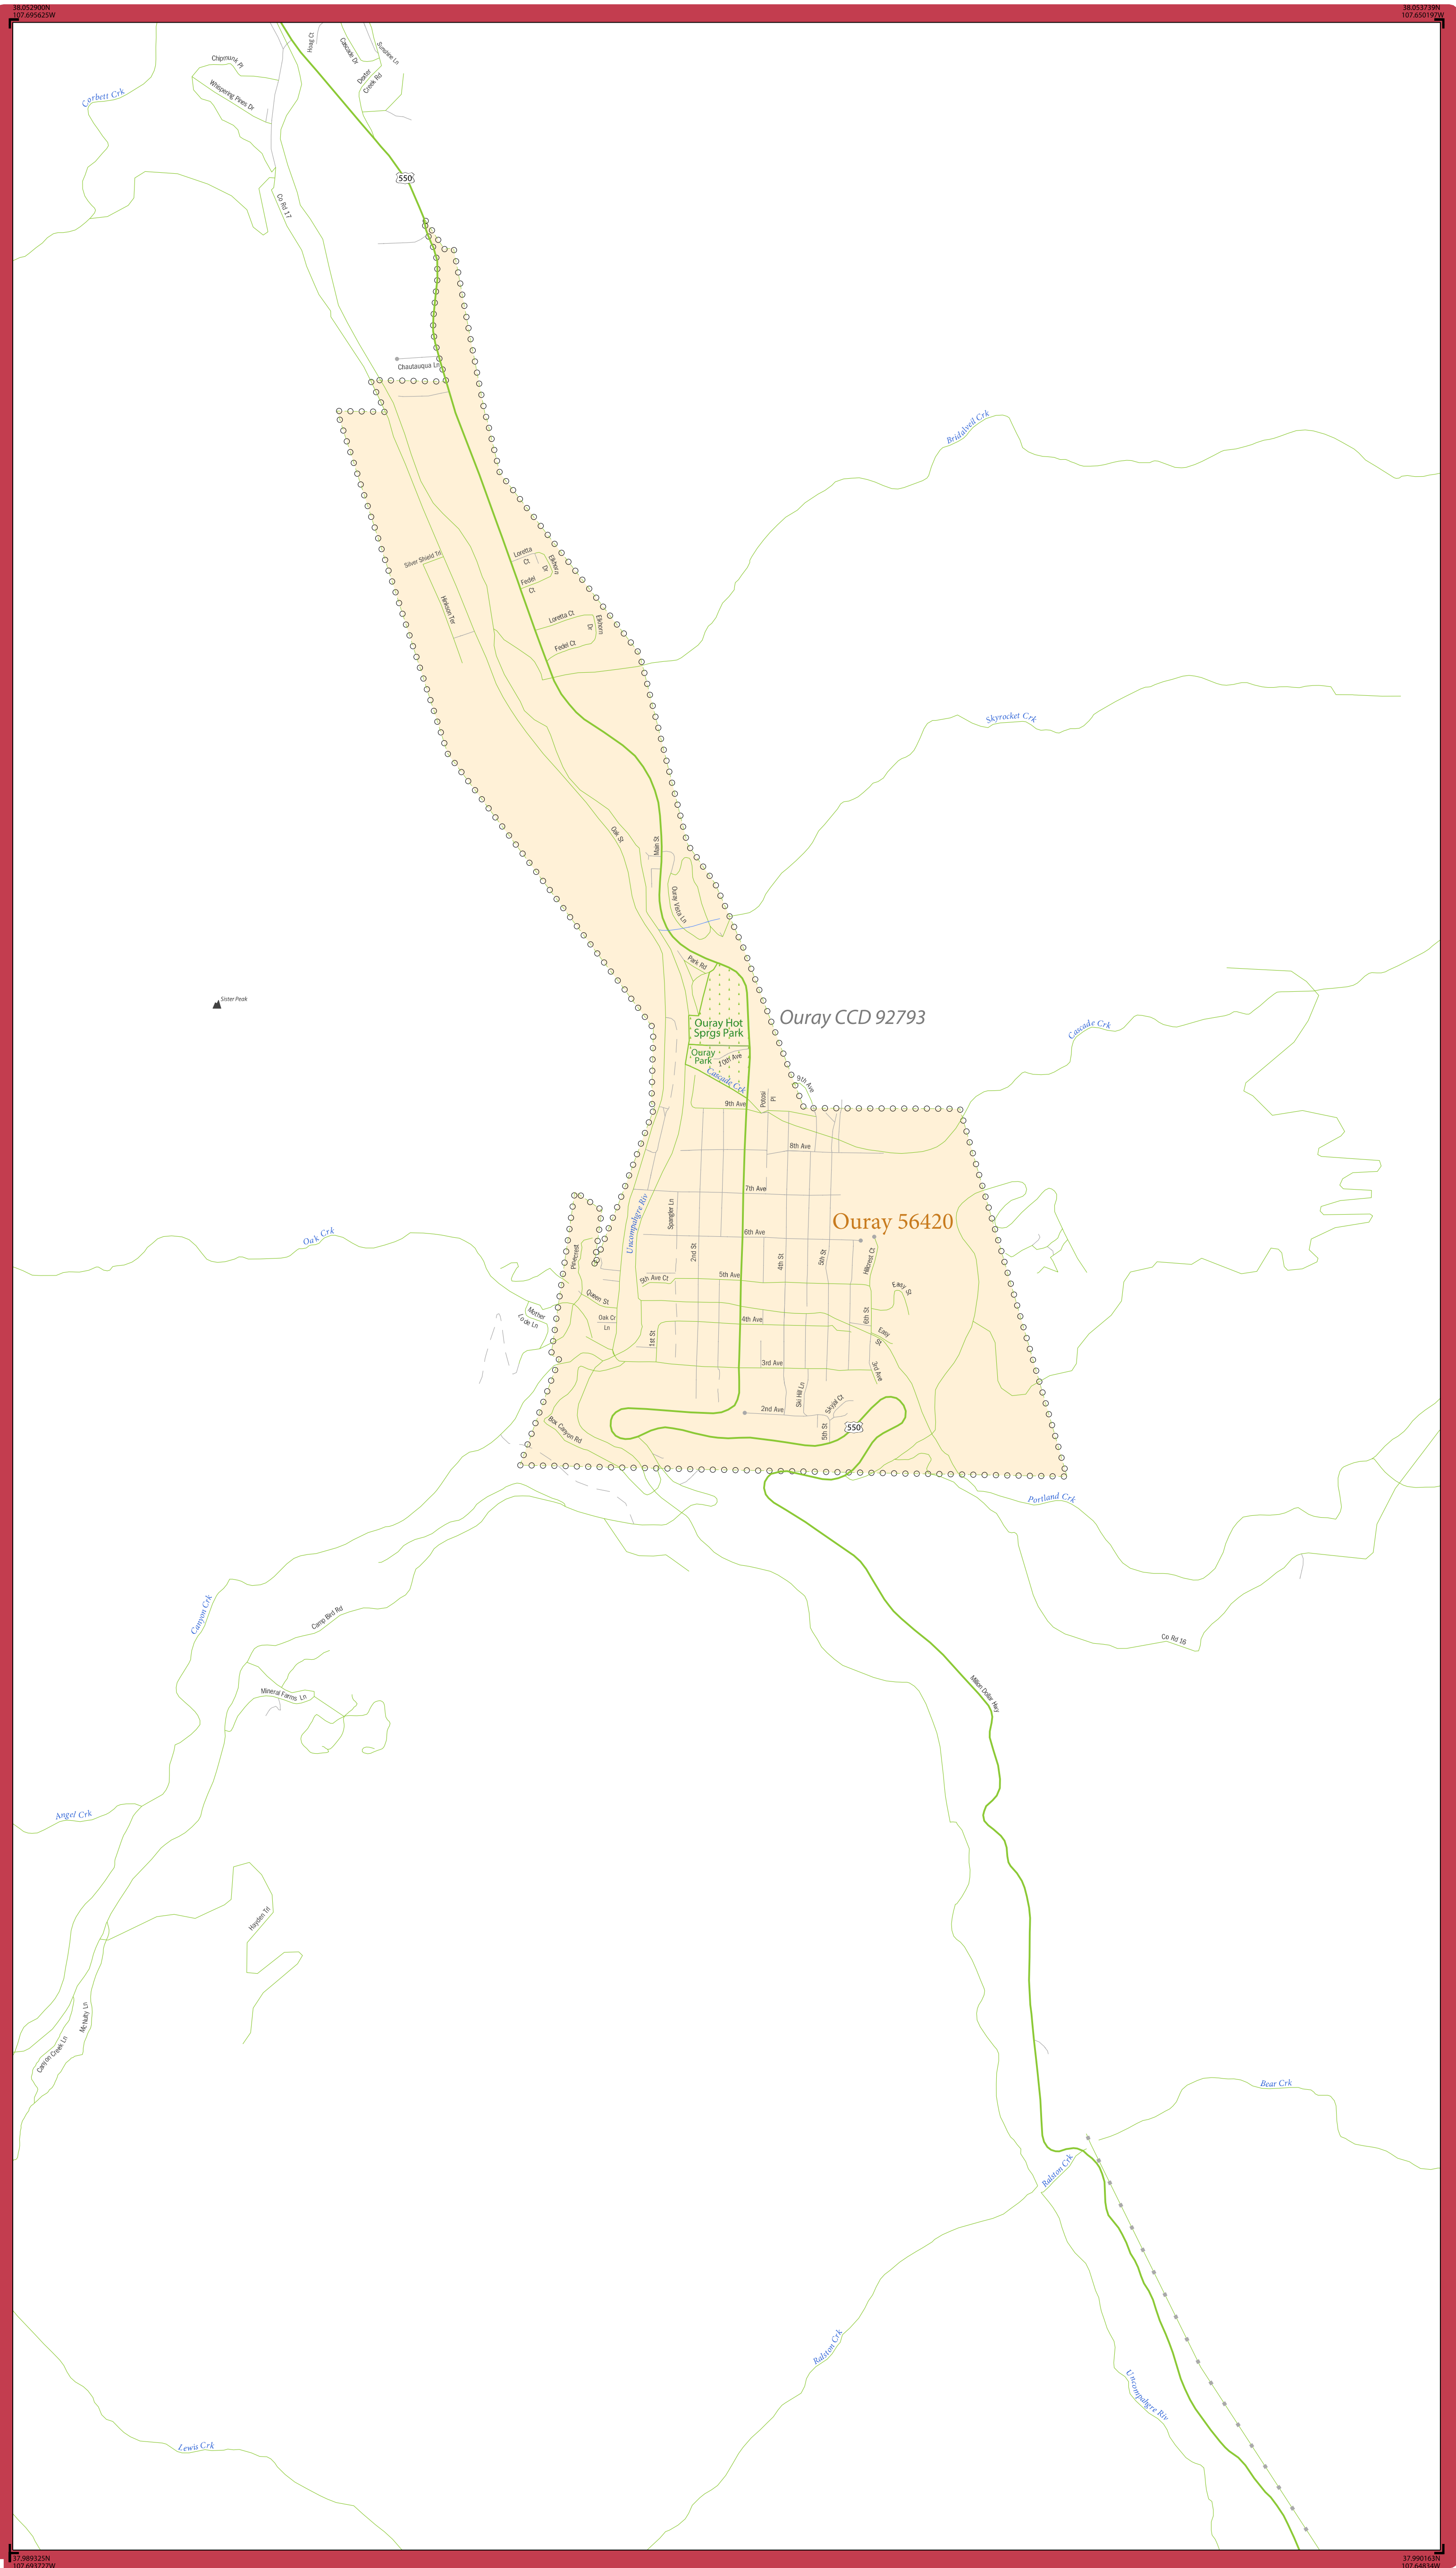 38.052900N
107.695625W
38.053739N
107.650197W
Hoag Ct
Cascade Dr
Sunshine Ln
Dexter
Creek Rd
Chipmunk Pl
Whispering Pines Dr
Corbett Crk
550
Co Rd 17
Chautauqua Ln
Bridalveil Crk
Silver Shield Trl
Hinkson Ter
Loretta
Ct
Elkhorn
Dr
Fedel
Ct
Loretta Ct
Elkhorn
Dr
Fedel Ct
Skyrocket Crk
Oak St
Main St
Ouray Vista Ln
Park Rd
Sister Peak
Ouray CCD 92793
Ouray Hot
Sprgs Park
Ouray
Park
10th Ave
Cascade Crk
Cascade Crk
9th Ave
9th Ave
Potosi
Pl
8th Ave
7th Ave
Ouray 56420
6th Ave
Uncompahgre Riv
Spangler Ln
2nd St
4th St
5th St
Hillcrest Ct
Oak Crk
Pinecrest
5th Ave Ct
5th Ave
Easy St
Queen St
Mother
Lode Ln
Oak Cr
Ln
1st St
4th Ave
6th St
Easy
St
3rd Ave
3rd Ave
Ski Hill Ln
Skyjal Ct
2nd Ave
5th St
550
Box Canyon Rd
Portland Crk
Canyon Crk
Camp Bird Rd
Co Rd 16
Mineral Farms Ln
Million Dollar Hwy
Angel Crk
Hayden Trl
McNulty Ln
Canyon Creek Ln
Bear Crk
Ralston Crk
Ralston Crk
Uncompahgre Riv
Lewis Crk
37.989325N
107.693727W
37.990163N
107.64834W